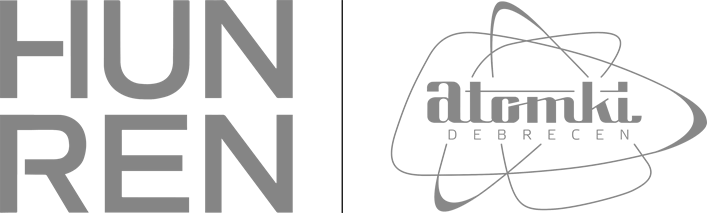 HUN
REN
atomki
DEBRECEN